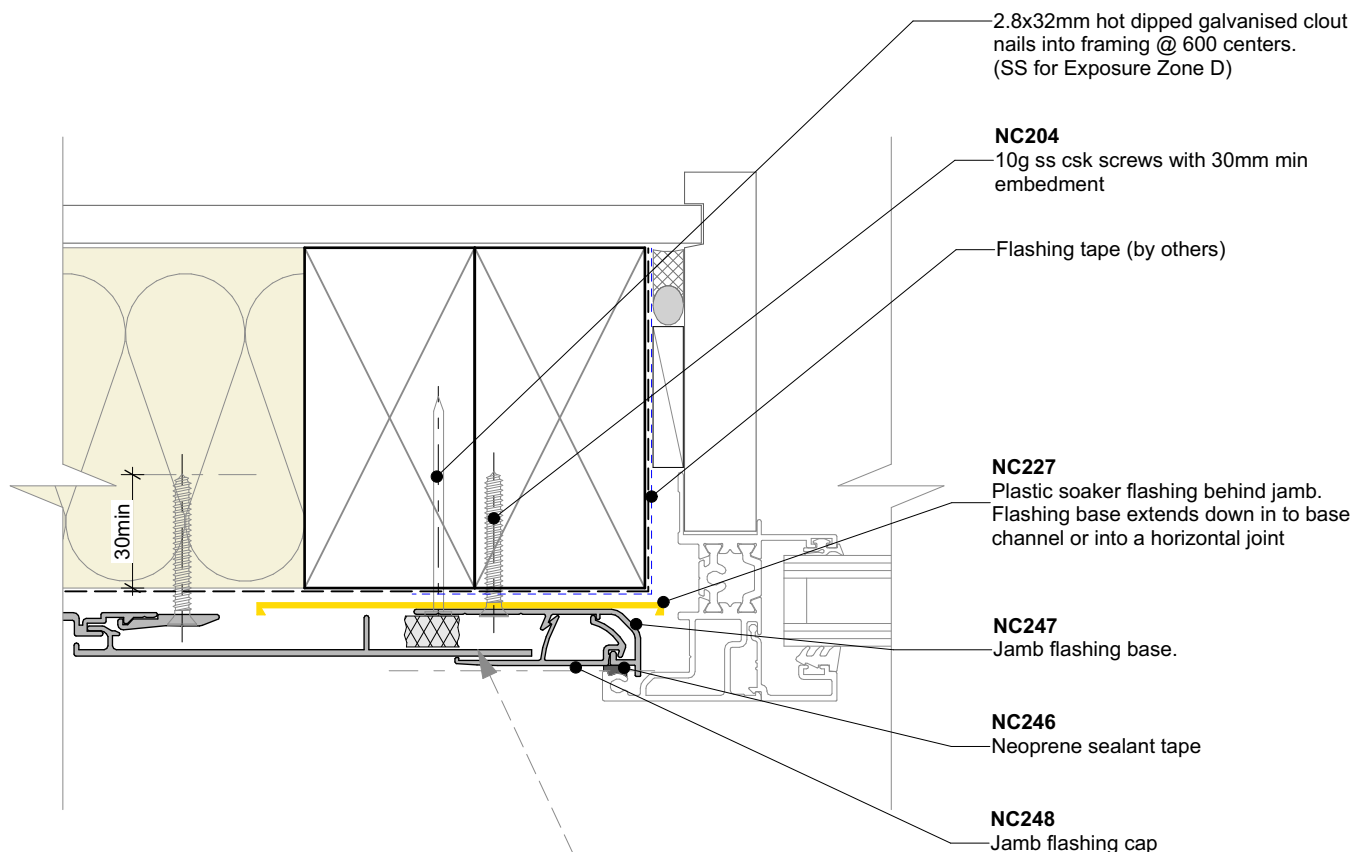 2.8x32mm hot dipped galvanised clout
nails into framing @ 600 centers.
(SS for Exposure Zone D)
NC204
10g ss csk screws with 30mm min
embedment
Flashing tape (by others)
NC227
Plastic soaker flashing behind jamb.
Flashing base extends down in to base
channel or into a horizontal joint
30min
NC247
Jamb flashing base.
NC246
Neoprene sealant tape
NC248
Jamb flashing cap